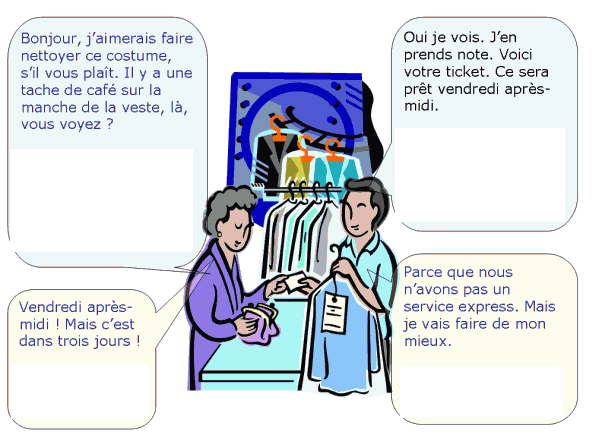 Bonjour, j'aimerais faire
nettoyer ce costume,
s'il vous plaît. Il y a une
tache de café sur la
manche de la veste, là,
vous voyez ?
Oui je vois. J'en
prends note. Voici
votre ticket. Ce sera
prêt vendredi après-
midi.
Vendredi après-
midi ! Mais c'est
dans trois jours !
Parce que nous
n'avons pas un
service express. Mais
je vais faire de mon
mieux.